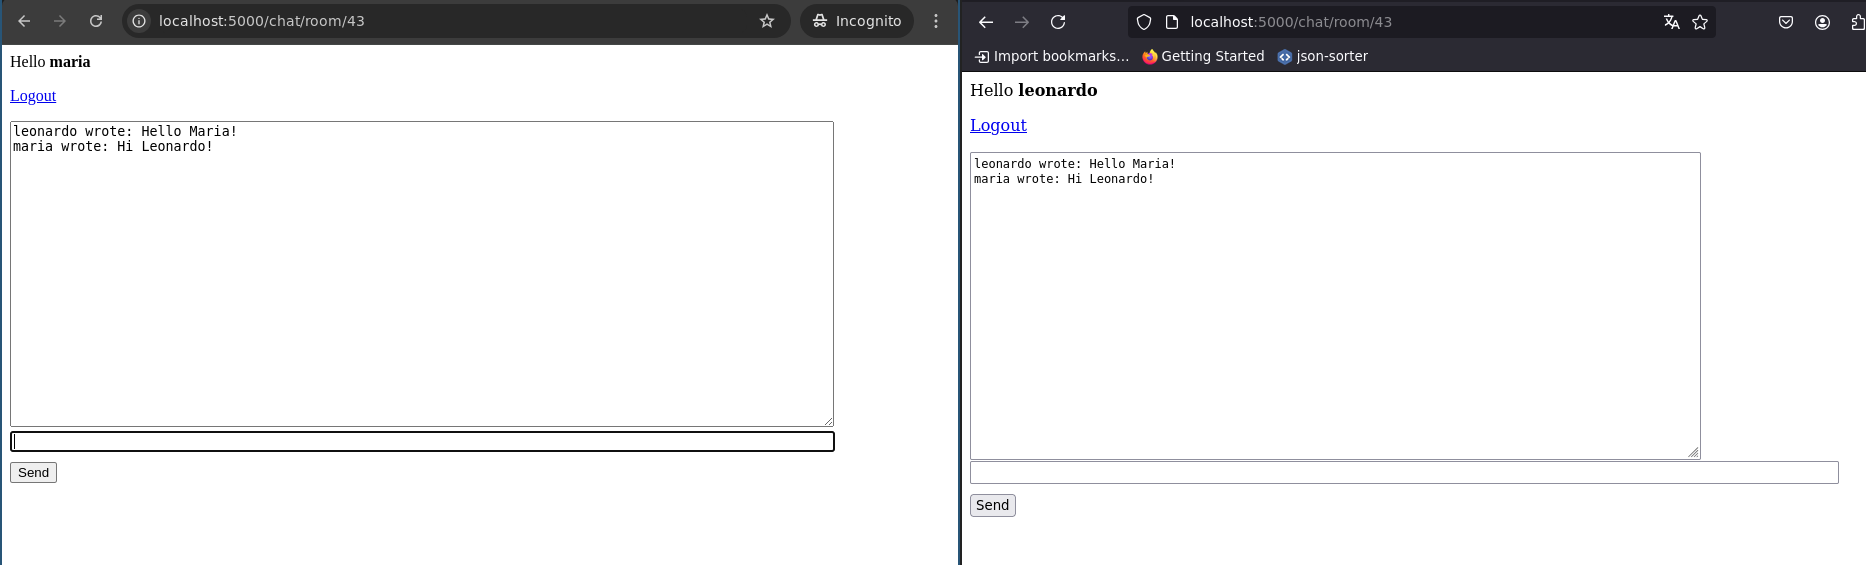 localhost:5000/chat/room/43
Incognito
Hello maria
Logout
leonardo wrote: Hello Maria!
maria wrote: Hi Leonardo!
Send
localhost:5000/chat/room/43
Import bookmarks... Getting Started json-sorter
Hello leonardo
Logout
leonardo wrote: Hello Maria!
maria wrote: Hi Leonardo!
Send